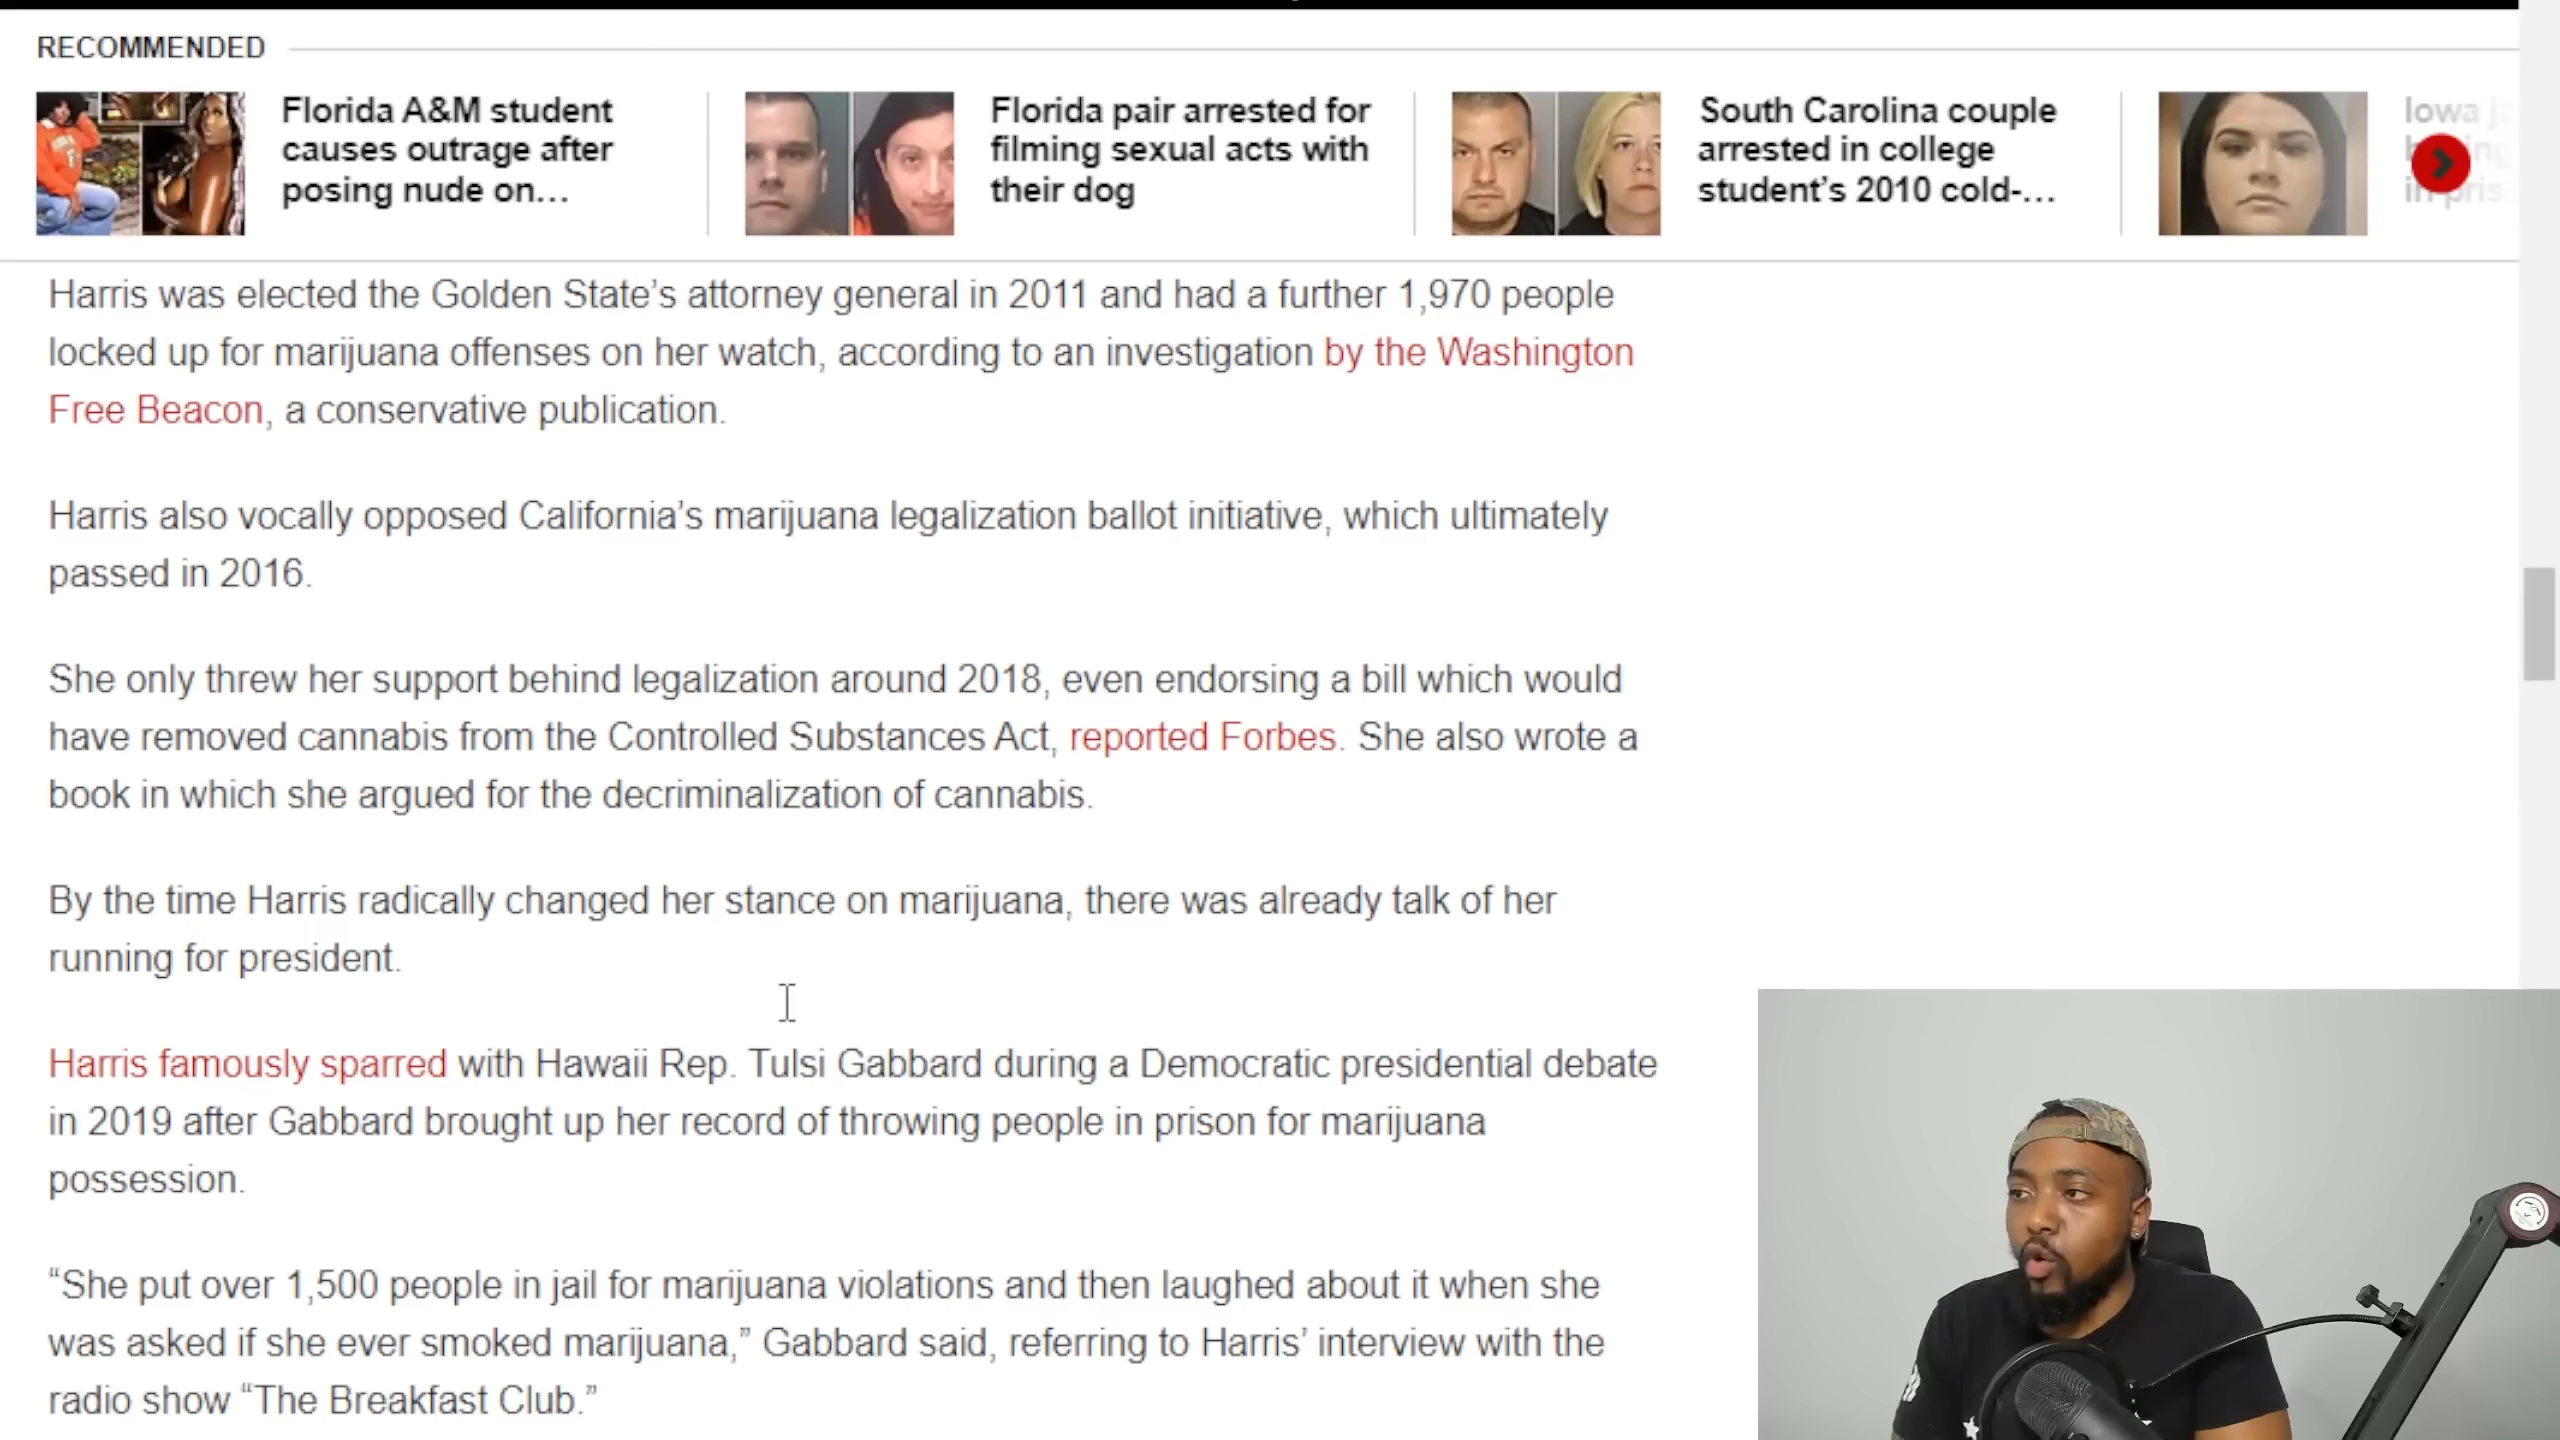 RECOMMENDED
Florida A&M student
causes outrage after
posing nude on...
Florida pair arrested for
filming sexual acts with
their dog
South Carolina couple
arrested in college
student’s 2010 cold-...
Iowa
Harris was elected the Golden State’s attorney general in 2011 and had a further 1,970 people
locked up for marijuana offenses on her watch, according to an investigation by the Washington
Free Beacon, a conservative publication.
Harris also vocally opposed California’s marijuana legalization ballot initiative, which ultimately
passed in 2016.
She only threw her support behind legalization around 2018, even endorsing a bill which would
have removed cannabis from the Controlled Substances Act, reported Forbes. She also wrote a
book in which she argued for the decriminalization of cannabis.
By the time Harris radically changed her stance on marijuana, there was already talk of her
running for president.
Harris famously sparred with Hawaii Rep. Tulsi Gabbard during a Democratic presidential debate
in 2019 after Gabbard brought up her record of throwing people in prison for marijuana
possession.
“She put over 1,500 people in jail for marijuana violations and then laughed about it when she
was asked if she ever smoked marijuana,” Gabbard said, referring to Harris’ interview with the
radio show “The Breakfast Club.”